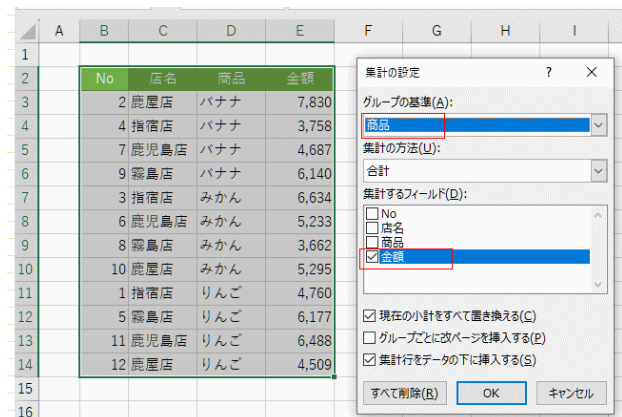 A B C D E F G H I
1
2 No 店名 商品 金額
3 2 鹿屋店 バナナ 7,830
4 4 指宿店 バナナ 3,758
5 7 鹿児島店 バナナ 4,687
6 9 霧島店 バナナ 6,140
7 3 指宿店 みかん 6,634
8 6 鹿児島店 みかん 5,233
9 8 霧島店 みかん 3,662
10 10 鹿屋店 みかん 5,295
11 1 指宿店 りんご 4,760
12 5 霧島店 りんご 6,177
13 11 鹿児島店 りんご 6,488
14 12 鹿屋店 りんご 4,509
15
16
集計の設定 ? ×
グループの基準(A):
商品
集計の方法(U):
合計
集計するフィールド(D):
No
店名
商品
金額
現在の小計をすべて置き換える(C)
グループごとに改ページを挿入する(P)
集計行をデータの下に挿入する(S)
すべて削除(R) OK キャンセル